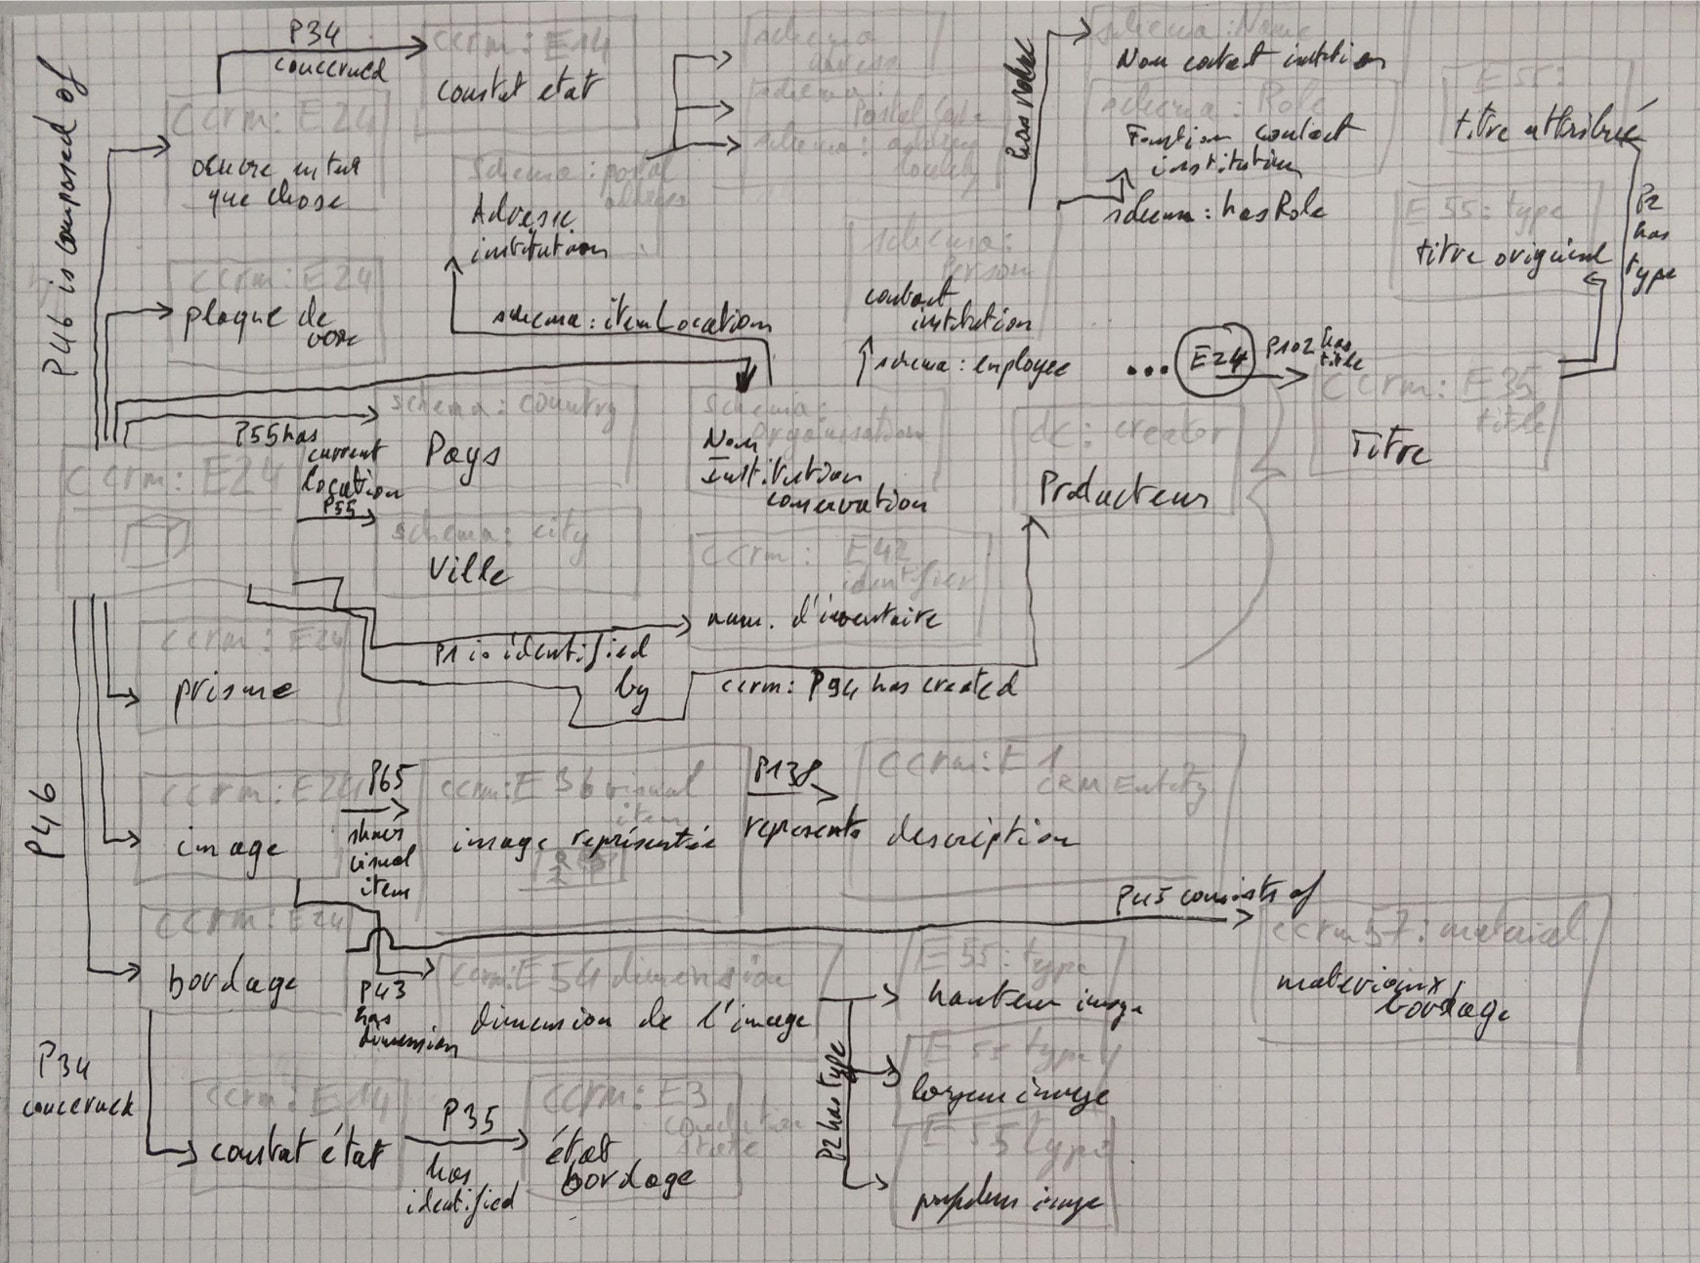 P46 is composed of
P34
concerned
ccrm: E14
constat état
ccrm: E24
œuvre en tant
que chose
ccrm: E24
plaque de
schema: postal
address
Adresse
institution
schema
address
schema:
Postal Code
schema: address
country
schema: itemLocation
schema: Name
Nom contact institution
schema: Role
Fonction contact
institution
schema: hasRole
schema:
Person
contact
institution
schema: employee
E55:
titre attribué
E55: type
titre original
P2
has
type
... E24
P102 has
title
ccrm: E35
title
Titre
P55 has
current
location
P55
schema: country
Pays
schema: city
Ville
ccrm: E24
schema:
Organisation
Nom
Institution
conservation
dc: creator
Producteur
ccrm: E42
identifier
num. d'inventaire
P1 is identified
by
ccrm: P94 has created
ccrm: E24
prisme
P46
ccrm: E24
image
P65
shows
visual
item
ccrm: E36 visual
item
image représentée
P138
represents
ccrm: E1
CRM Entity
description
ccrm: E24
bordage
P45 consists of
ccrm 57: material
materiaux
bordage
P43
has
dimension
ccrm: E54 dimension
dimension de l'image
P2 has type
E55: type
hauteur image
E55 type
largeur image
E55 type
profondeur image
P34
concerned
ccrm: E14
constat état
P35
has
identified
ccrm: E3
condition
state
état
bordage